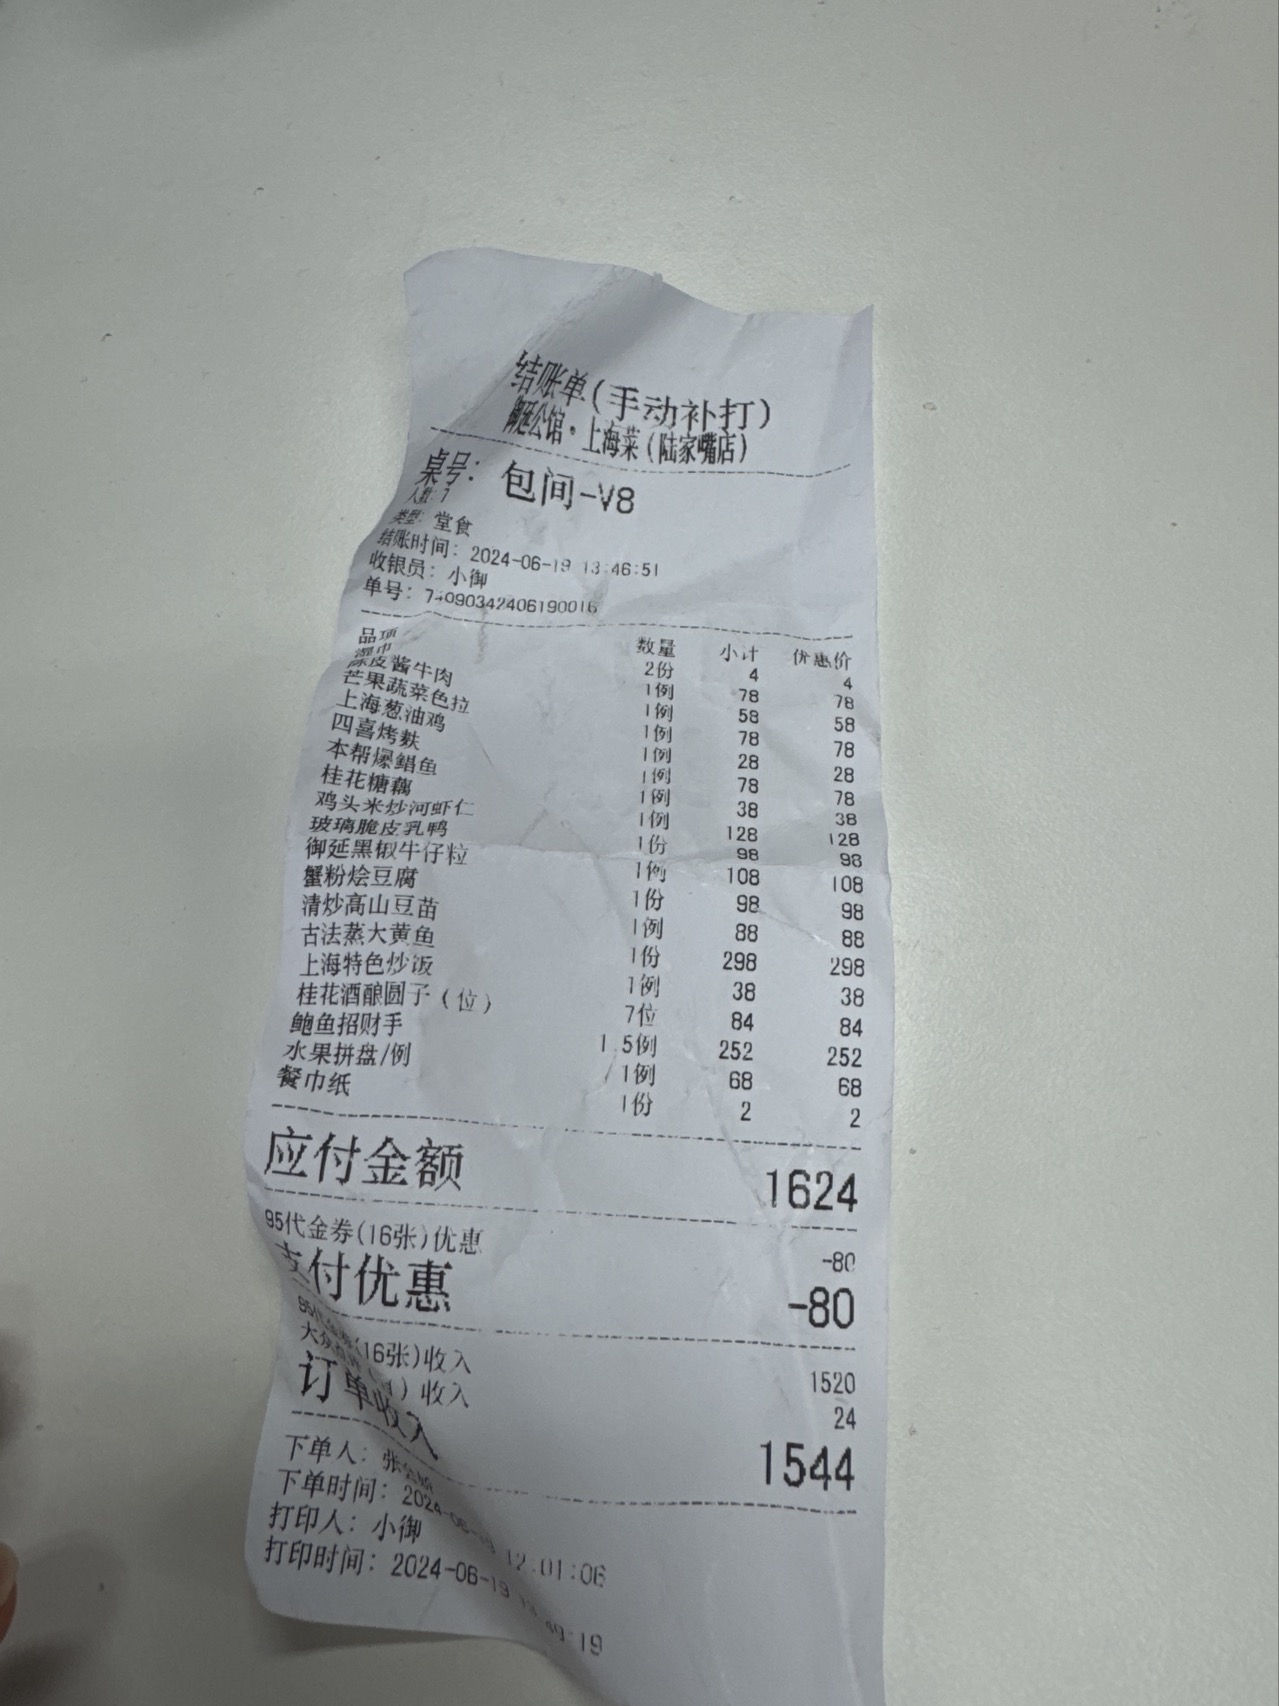 结账单(手动补打)
御延公馆·上海菜(陆家嘴店)
桌号: 包间-V8
人数: 7
类型: 堂食
结账时间: 2024-06-19 13:46:51
收银员: 小御
单号:
品项 数量 小计 优惠价
湿巾 2份 4 4
陈皮酱牛肉 1例 78 78
芒果蔬菜色拉 1例 58 58
上海葱油鸡 1例 78 78
四喜烤麸 1例 28 28
本帮爆鲳鱼 1例 78 78
桂花糖藕 1例 38 38
鸡头米炒河虾仁 1例 128 128
玻璃脆皮乳鸭 1份 98 98
御延黑椒牛仔粒 1例 108 108
蟹粉烩豆腐 1份 98 98
清炒高山豆苗 1例 88 88
古法蒸大黄鱼 1份 298 298
上海特色炒饭 1例 38 38
桂花酒酿圆子(位) 7位 84 84
鲍鱼招财手 1.5例 252 252
水果拼盘/例 1例 68 68
餐巾纸 1份 2 2
应付金额 1624
95代金券(16张)优惠 -80
支付优惠 -80
(16张)收入 1520
收入 24
订单收入 1544
下单人: 张
下单时间: 2024-06-19 12:01:06
打印人: 小御
打印时间: 2024-06-19